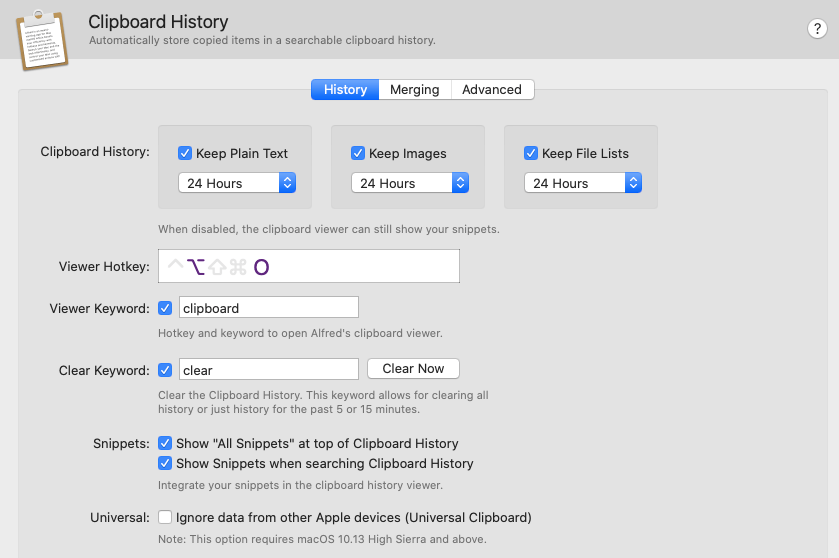 Clipboard History
Automatically store copied items in a searchable clipboard history.
?
History Merging Advanced
Clipboard History: Keep Plain Text Keep Images Keep File Lists
24 Hours 24 Hours 24 Hours
When disabled, the clipboard viewer can still show your snippets.
Viewer Hotkey: ^⌥⇧⌘ O
Viewer Keyword: clipboard
Hotkey and keyword to open Alfred's clipboard viewer.
Clear Keyword: clear Clear Now
Clear the Clipboard History. This keyword allows for clearing all
history or just history for the past 5 or 15 minutes.
Snippets: Show "All Snippets" at top of Clipboard History
Show Snippets when searching Clipboard History
Integrate your snippets in the clipboard history viewer.
Universal: Ignore data from other Apple devices (Universal Clipboard)
Note: This option requires macOS 10.13 High Sierra and above.